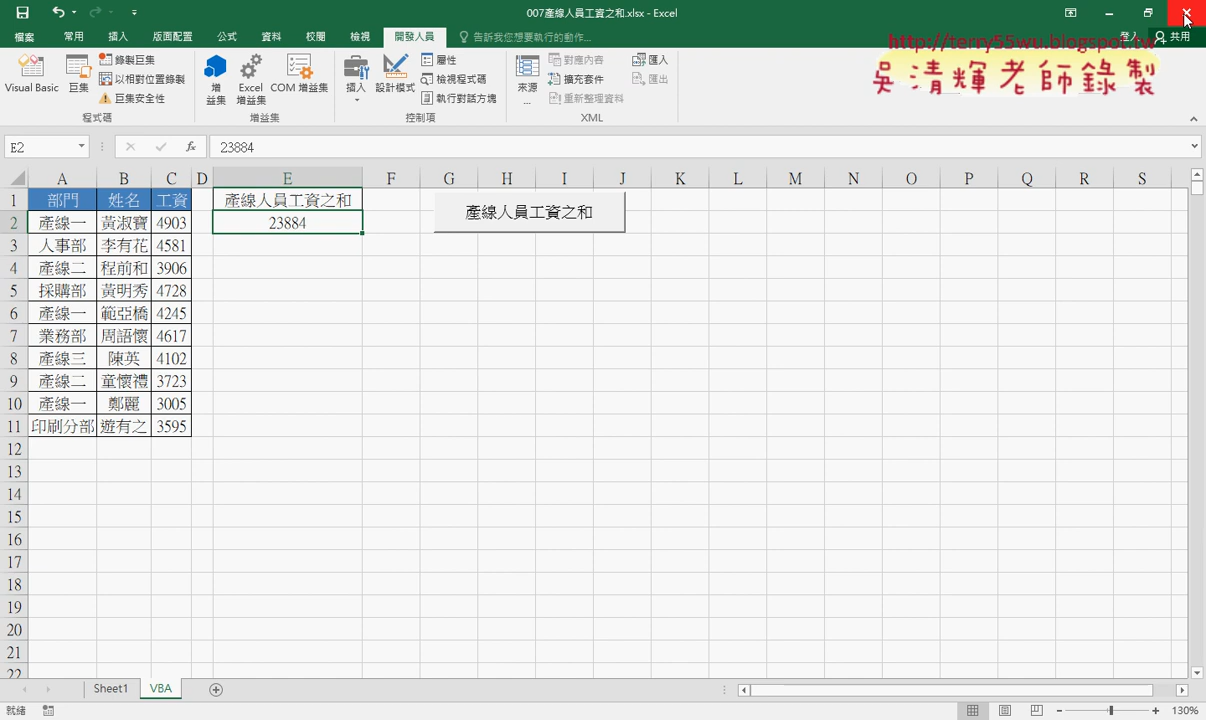 007產線人員工資之和.xlsx - Excel
檔案 常用 插入 版面配置 公式 資料 校閱 檢視 開發人員 告訴我您想要執行的動作... 登入 共用
http://terry55wu.blogspot.tw
吳清輝老師錄製
Visual Basic 巨集 錄製巨集 以相對位置錄製 巨集安全性
增益集 Excel 增益集 COM 增益集
插入 設計模式 屬性 檢視程式碼 執行對話方塊
來源... 對應內容 擴充套件 重新整理資料 匯入 匯出
程式碼 增益集 控制項 XML
E2 fx 23884
A B C D E F G H I J K L M N O P Q R S
1 部門 姓名 工資 產線人員工資之和 產線人員工資之和
2 產線一 黃淑寶 4903 23884
3 人事部 李有花 4581
4 產線二 程前和 3906
5 採購部 黃明秀 4728
6 產線一 範亞橋 4245
7 業務部 周語懷 4617
8 產線三 陳英 4102
9 產線二 童懷禮 3723
10 產線一 鄭麗 3005
11 印刷分部 遊有之 3595
12
13
14
15
16
17
18
19
20
21
22
Sheet1 VBA
就緒 130%